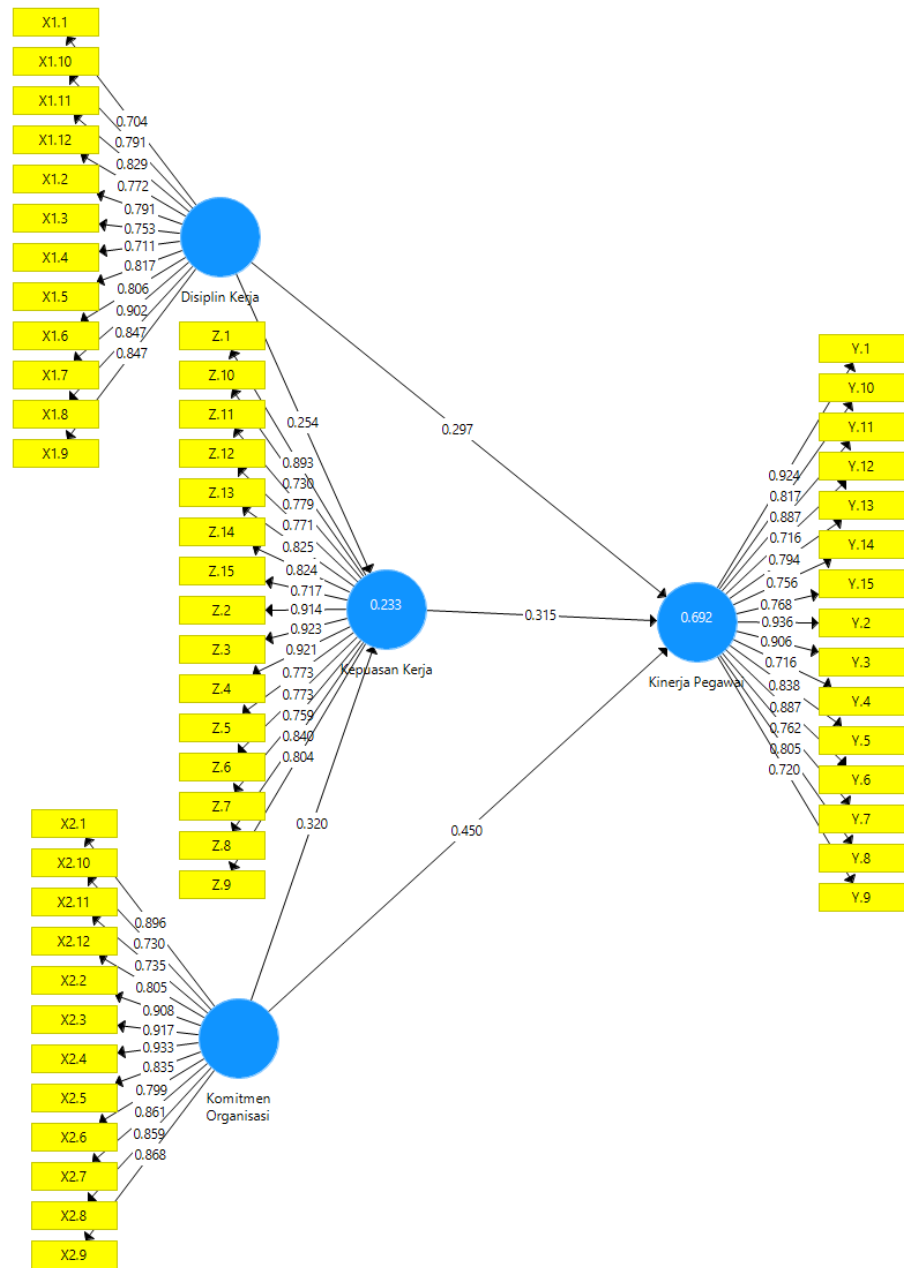 X1.1
X1.10
X1.11
X1.12
X1.2
X1.3
X1.4
X1.5
X1.6
X1.7
X1.8
X1.9
0.704
0.791
0.829
0.772
0.791
0.753
0.711
0.817
0.806
0.902
0.847
0.847
Disiplin Kerja
0.254
0.297
Z.1
Z.10
Z.11
Z.12
Z.13
Z.14
Z.15
Z.2
Z.3
Z.4
Z.5
Z.6
Z.7
Z.8
Z.9
0.893
0.730
0.779
0.771
0.825
0.824
0.717
0.914
0.923
0.921
0.773
0.773
0.759
0.840
0.804
0.233
Kepuasan Kerja
0.315
0.320
0.450
0.692
Kinerja Pegawai
0.924
0.817
0.887
0.716
0.794
0.756
0.768
0.936
0.906
0.716
0.838
0.887
0.762
0.805
0.720
Y.1
Y.10
Y.11
Y.12
Y.13
Y.14
Y.15
Y.2
Y.3
Y.4
Y.5
Y.6
Y.7
Y.8
Y.9
X2.1
X2.10
X2.11
X2.12
X2.2
X2.3
X2.4
X2.5
X2.6
X2.7
X2.8
X2.9
0.896
0.730
0.735
0.805
0.908
0.917
0.933
0.835
0.799
0.861
0.859
0.868
Komitmen
Organisasi